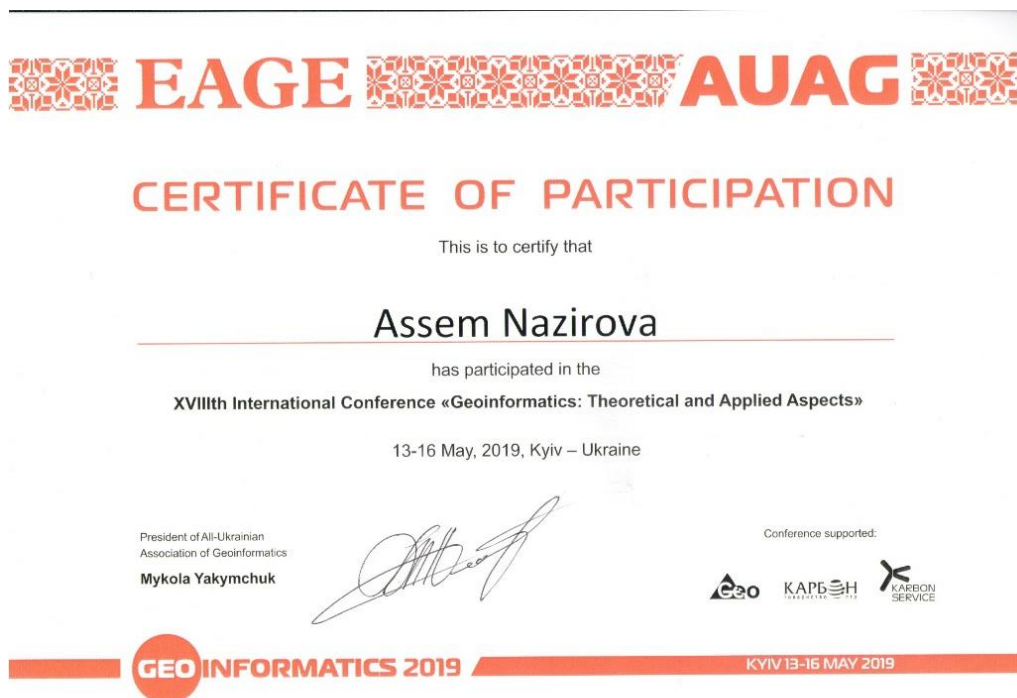 EAGE AUAG
CERTIFICATE OF PARTICIPATION
This is to certify that
Assem Nazirova
has participated in the
XVIIIth International Conference «Geoinformatics: Theoretical and Applied Aspects»
13-16 May, 2019, Kyiv – Ukraine
President of All-Ukrainian
Association of Geoinformatics
Mykola Yakymchuk
Conference supported:
Geo
КАРБОН
KARBON
SERVICE
GEOINFORMATICS 2019
KYIV 13-16 MAY 2019